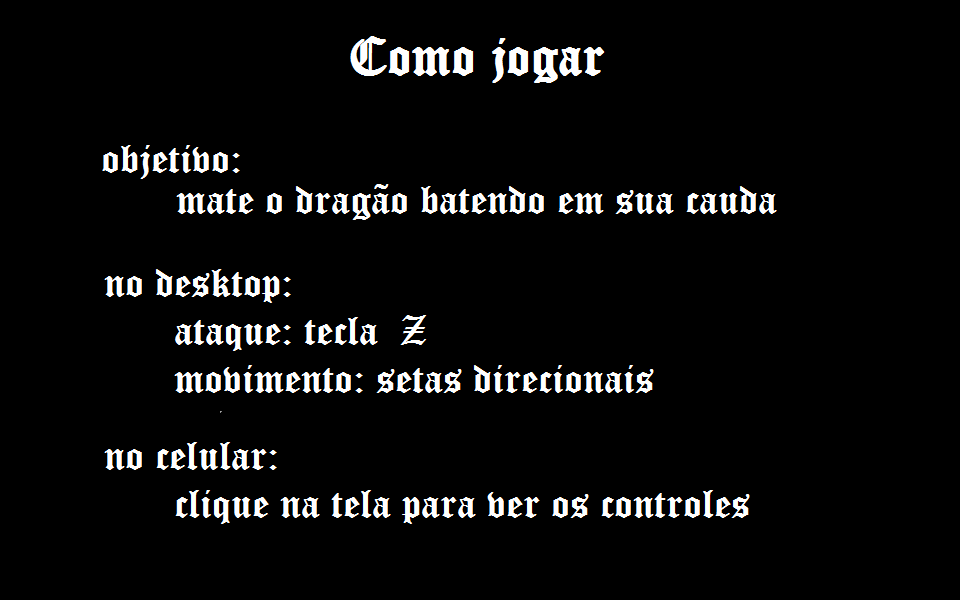 Como jogar
objetivo:
mate o dragão batendo em sua cauda
no desktop:
ataque: tecla Z
movimento: setas direcionais
no celular:
clique na tela para ver os controles